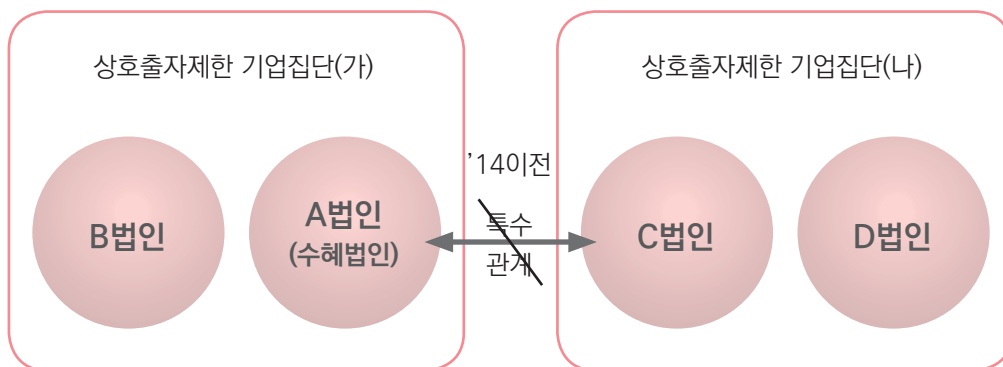 상호출자제한 기업집단(가)
상호출자제한 기업집단(나)
B법인
A법인
(수혜법인)
’14이전
특수
관계
C법인
D법인